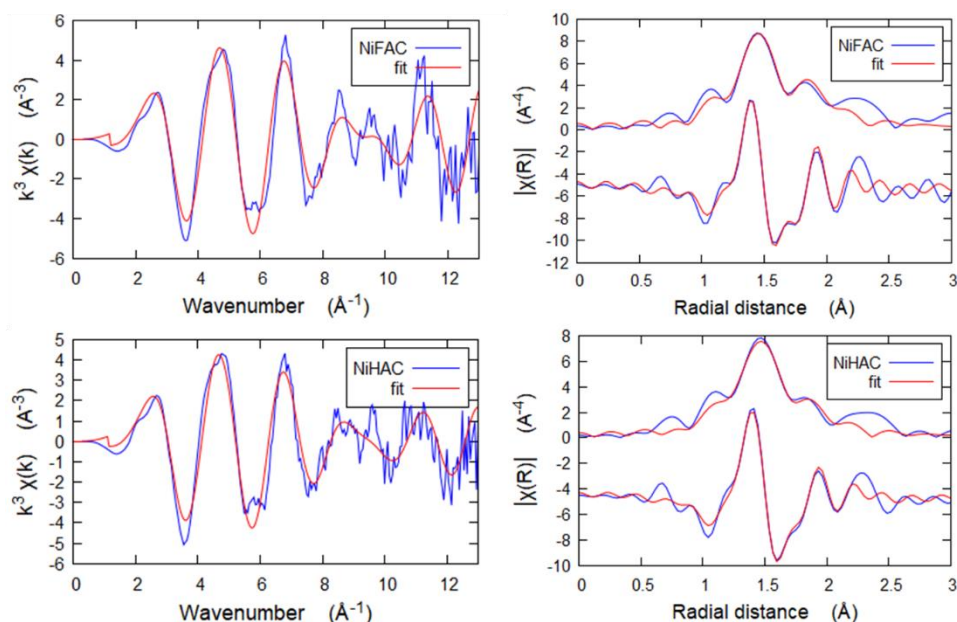 6
4
2
0
-2
-4
-6
k³ χ(k) (A⁻³)
NiFAC
fit
0 2 4 6 8 10 12
Wavenumber (Å⁻¹)
10
8
6
4
2
0
-2
-4
-6
-8
-10
-12
|χ(R)| (A⁻⁴)
NiFAC
fit
0 0.5 1 1.5 2 2.5 3
Radial distance (Å)
5
4
3
2
1
0
-1
-2
-3
-4
-5
-6
k³ χ(k) (A⁻³)
NiHAC
fit
0 2 4 6 8 10 12
Wavenumber (Å⁻¹)
8
6
4
2
0
-2
-4
-6
-8
-10
|χ(R)| (A⁻⁴)
NiHAC
fit
0 0.5 1 1.5 2 2.5 3
Radial distance (Å)